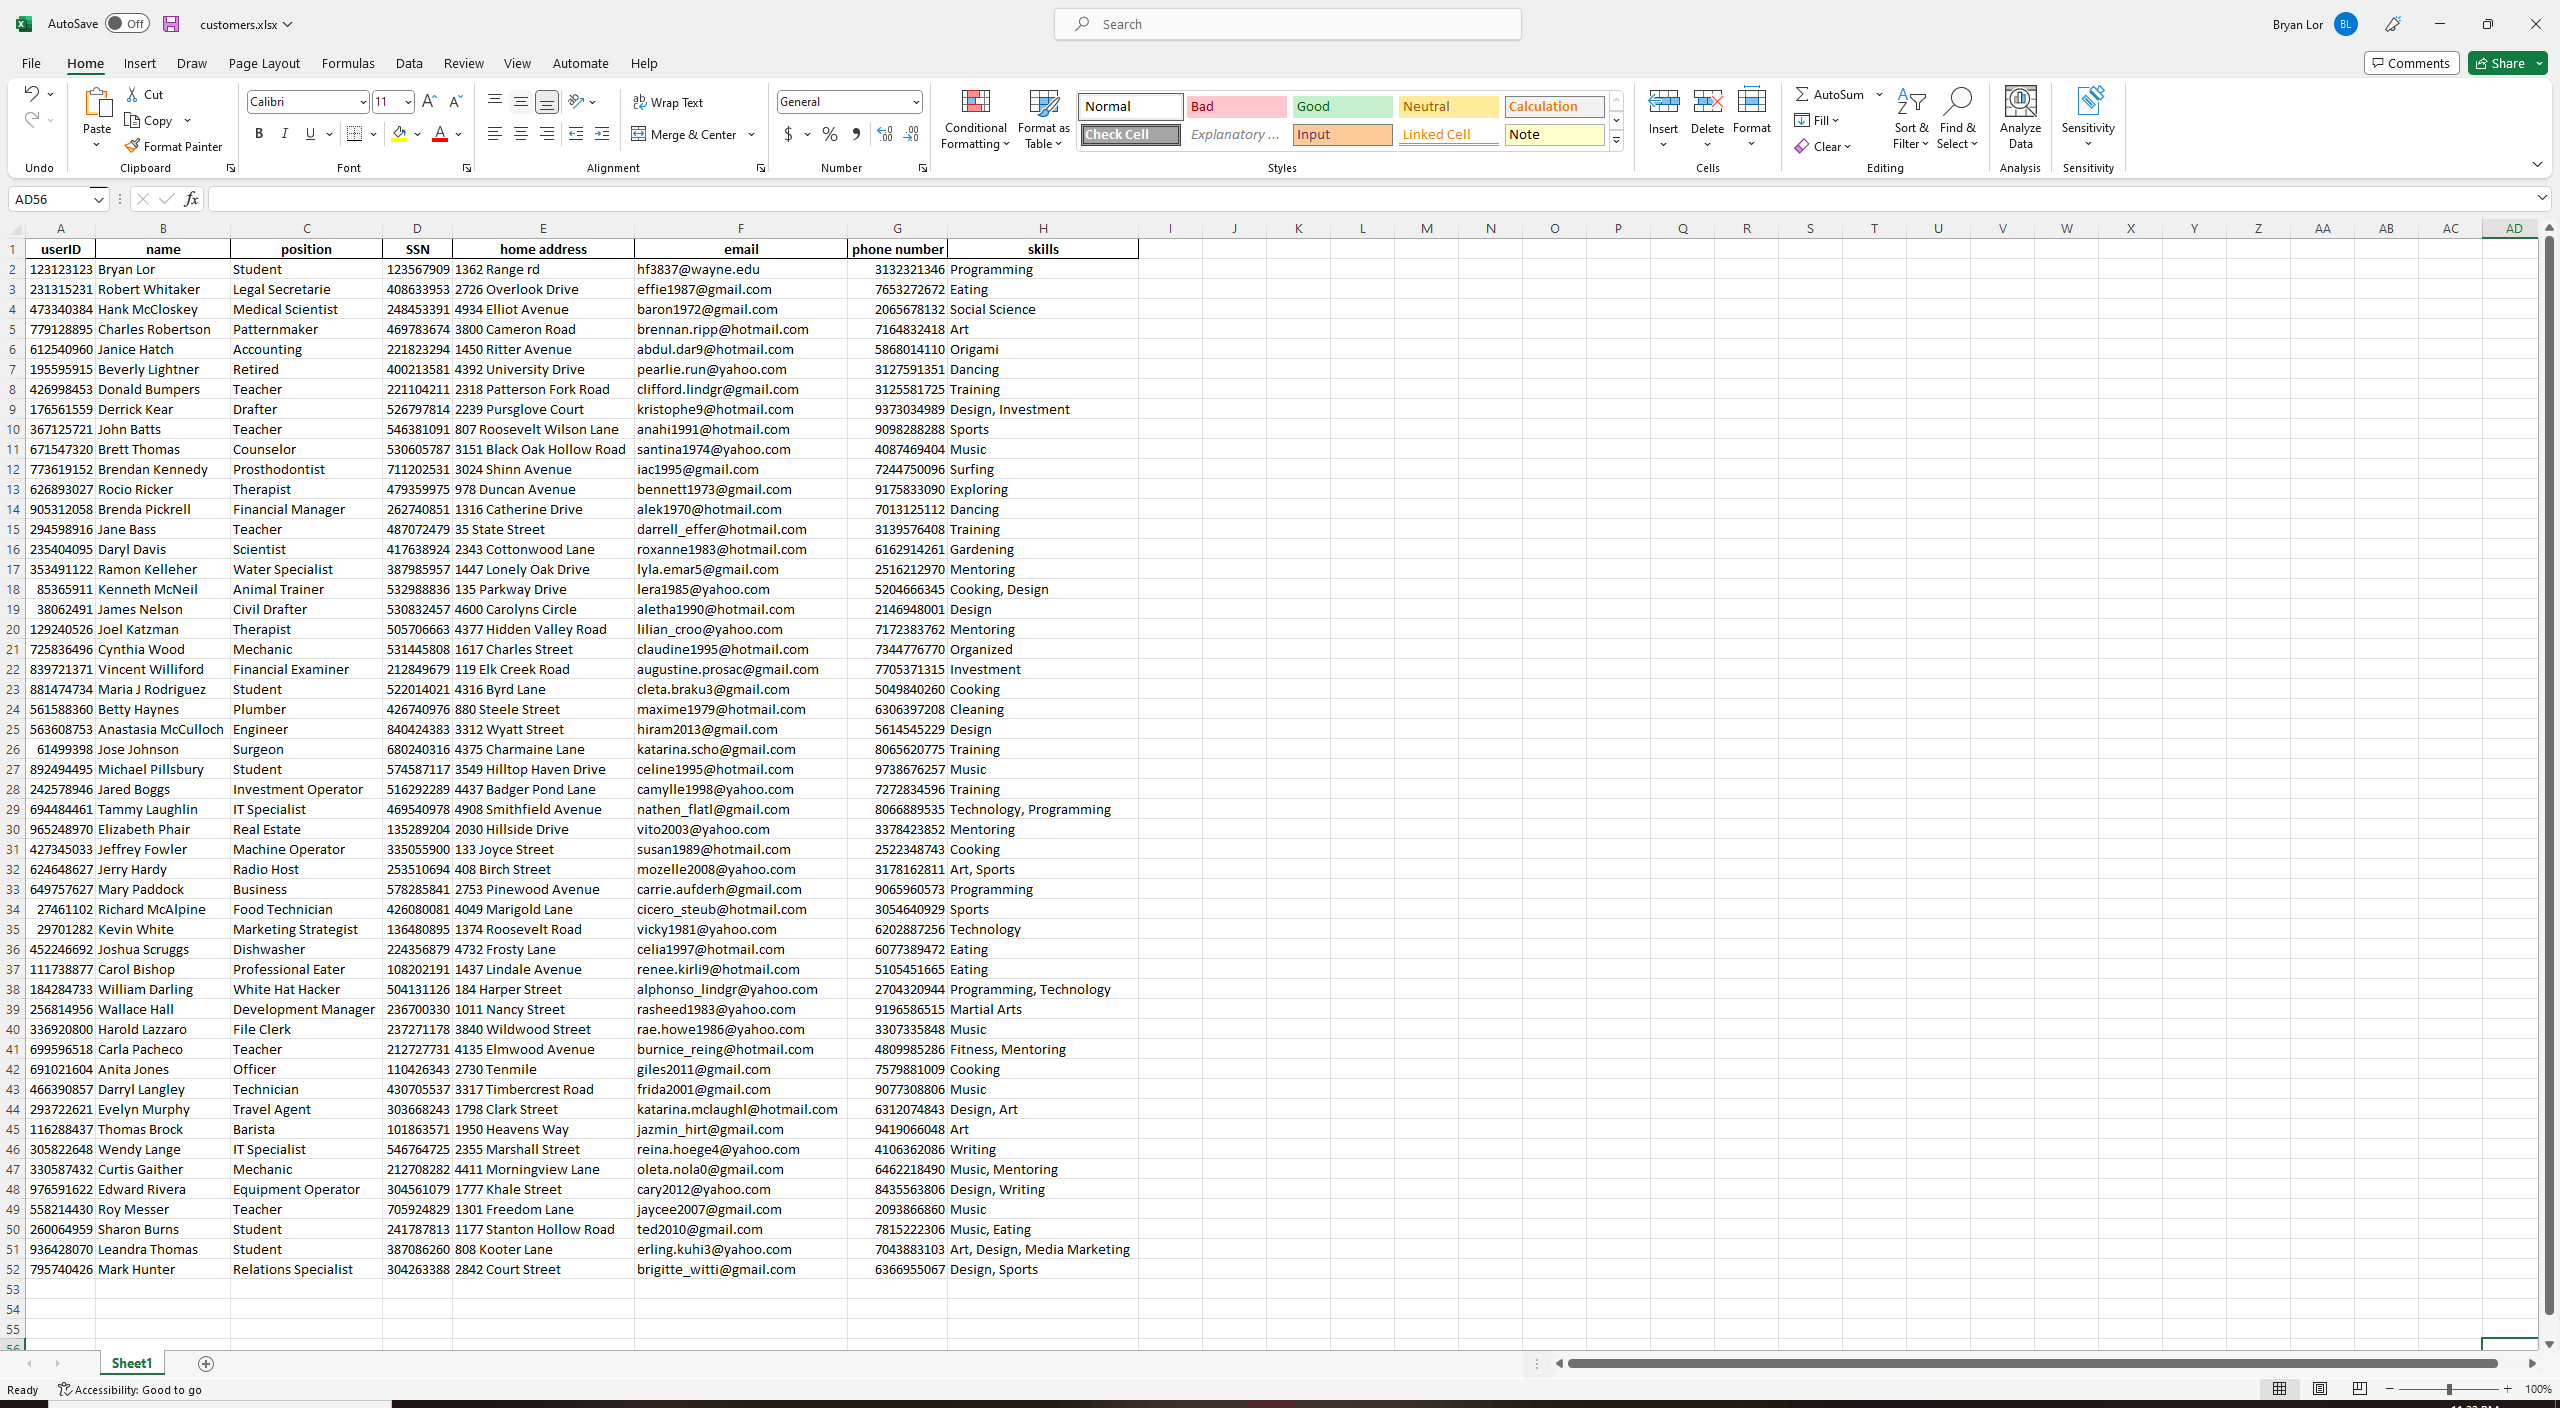 AutoSave Off customers.xlsx Search Bryan Lor BL
File Home Insert Draw Page Layout Formulas Data Review View Automate Help Comments Share
Cut Calibri 11 Wrap Text General Normal Bad Good Neutral Calculation AutoSum
Paste Copy B I U Merge & Center $ % Conditional Formatting Format as Table Check Cell Explanatory ... Input Linked Cell Note Insert Delete Format Fill Sort & Filter Find & Select Analyze Data Sensitivity
Format Painter Clear
Undo Clipboard Font Alignment Number Styles Cells Editing Analysis Sensitivity
AD56 fx
A B C D E F G H I J K L M N O P Q R S T U V W X Y Z AA AB AC AD
1 userID name position SSN home address email phone number skills
2 123123123 Bryan Lor Student 123567909 1362 Range rd hf3837@wayne.edu 3132321346 Programming
3 231315231 Robert Whitaker Legal Secretarie 408633953 2726 Overlook Drive effie1987@gmail.com 7653272672 Eating
4 473340384 Hank McCloskey Medical Scientist 248453391 4934 Elliot Avenue baron1972@gmail.com 2065678132 Social Science
5 779128895 Charles Robertson Patternmaker 469783674 3800 Cameron Road brennan.ripp@hotmail.com 7164832418 Art
6 612540960 Janice Hatch Accounting 221823294 1450 Ritter Avenue abdul.dar9@hotmail.com 5868014110 Origami
7 195595915 Beverly Lightner Retired 400213581 4392 University Drive pearlie.run@yahoo.com 3127591351 Dancing
8 426998453 Donald Bumpers Teacher 221104211 2318 Patterson Fork Road clifford.lindgr@gmail.com 3125581725 Training
9 176561559 Derrick Kear Drafter 526797814 2239 Pursglove Court kristophe9@hotmail.com 9373034989 Design, Investment
10 367125721 John Batts Teacher 546381091 807 Roosevelt Wilson Lane anahi1991@hotmail.com 9098288288 Sports
11 671547320 Brett Thomas Counselor 530605787 3151 Black Oak Hollow Road santina1974@yahoo.com 4087469404 Music
12 773619152 Brendan Kennedy Prosthodontist 711202531 3024 Shinn Avenue iac1995@gmail.com 7244750096 Surfing
13 626893027 Rocio Ricker Therapist 479359975 978 Duncan Avenue bennett1973@gmail.com 9175833090 Exploring
14 905312058 Brenda Pickrell Financial Manager 262740851 1316 Catherine Drive alek1970@hotmail.com 7013125112 Dancing
15 294598916 Jane Bass Teacher 487072479 35 State Street darrell_effer@hotmail.com 3139576408 Training
16 235404095 Daryl Davis Scientist 417638924 2343 Cottonwood Lane roxanne1983@hotmail.com 6162914261 Gardening
17 353491122 Ramon Kelleher Water Specialist 387985957 1447 Lonely Oak Drive lyla.emar5@gmail.com 2516212970 Mentoring
18 85365911 Kenneth McNeil Animal Trainer 532988836 135 Parkway Drive lera1985@yahoo.com 5204666345 Cooking, Design
19 38062491 James Nelson Civil Drafter 530832457 4600 Carolyns Circle aletha1990@hotmail.com 2146948001 Design
20 129240526 Joel Katzman Therapist 505706663 4377 Hidden Valley Road lilian_croo@yahoo.com 7172383762 Mentoring
21 725836496 Cynthia Wood Mechanic 531445808 1617 Charles Street claudine1995@hotmail.com 7344776770 Organized
22 839721371 Vincent Williford Financial Examiner 212849679 119 Elk Creek Road augustine.prosac@gmail.com 7705371315 Investment
23 881474734 Maria J Rodriguez Student 522014021 4316 Byrd Lane cleta.braku3@gmail.com 5049840260 Cooking
24 561588360 Betty Haynes Plumber 426740976 880 Steele Street maxime1979@hotmail.com 6306397208 Cleaning
25 563608753 Anastasia McCulloch Engineer 840424383 3312 Wyatt Street hiram2013@gmail.com 5614545229 Design
26 61499398 Jose Johnson Surgeon 680240316 4375 Charmaine Lane katarina.scho@gmail.com 8065620775 Training
27 892494495 Michael Pillsbury Student 574587117 3549 Hilltop Haven Drive celine1995@hotmail.com 9738676257 Music
28 242578946 Jared Boggs Investment Operator 516292289 4437 Badger Pond Lane camylle1998@yahoo.com 7272834596 Training
29 694484461 Tammy Laughlin IT Specialist 469540978 4908 Smithfield Avenue nathen_flatl@gmail.com 8066889535 Technology, Programming
30 965248970 Elizabeth Phair Real Estate 135289204 2030 Hillside Drive vito2003@yahoo.com 3378423852 Mentoring
31 427345033 Jeffrey Fowler Machine Operator 335055900 133 Joyce Street susan1989@hotmail.com 2522348743 Cooking
32 624648627 Jerry Hardy Radio Host 253510694 408 Birch Street mozelle2008@yahoo.com 3178162811 Art, Sports
33 649757627 Mary Paddock Business 578285841 2753 Pinewood Avenue carrie.aufderh@gmail.com 9065960573 Programming
34 27461102 Richard McAlpine Food Technician 426080081 4049 Marigold Lane cicero_steub@hotmail.com 3054640929 Sports
35 29701282 Kevin White Marketing Strategist 136480895 1374 Roosevelt Road vicky1981@yahoo.com 6202887256 Technology
36 452246692 Joshua Scruggs Dishwasher 224356879 4732 Frosty Lane celia1997@hotmail.com 6077389472 Eating
37 111738877 Carol Bishop Professional Eater 108202191 1437 Lindale Avenue renee.kirli9@hotmail.com 5105451665 Eating
38 184284733 William Darling White Hat Hacker 504131126 184 Harper Street alphonso_lindgr@yahoo.com 2704320944 Programming, Technology
39 256814956 Wallace Hall Development Manager 236700330 1011 Nancy Street rasheed1983@yahoo.com 9196586515 Martial Arts
40 336920800 Harold Lazzaro File Clerk 237271178 3840 Wildwood Street rae.howe1986@yahoo.com 3307335848 Music
41 699596518 Carla Pacheco Teacher 212727731 4135 Elmwood Avenue burnice_reing@hotmail.com 4809985286 Fitness, Mentoring
42 691021604 Anita Jones Officer 110426343 2730 Tenmile giles2011@gmail.com 7579881009 Cooking
43 466390857 Darryl Langley Technician 430705537 3317 Timbercrest Road frida2001@gmail.com 9077308806 Music
44 293722621 Evelyn Murphy Travel Agent 303668243 1798 Clark Street katarina.mclaughl@hotmail.com 6312074843 Design, Art
45 116288437 Thomas Brock Barista 101863571 1950 Heavens Way jazmin_hirt@gmail.com 9419066048 Art
46 305822648 Wendy Lange IT Specialist 546764725 2355 Marshall Street reina.hoege4@yahoo.com 4106362086 Writing
47 330587432 Curtis Gaither Mechanic 212708282 4411 Morningview Lane oleta.nola0@gmail.com 6462218490 Music, Mentoring
48 976591622 Edward Rivera Equipment Operator 304561079 1777 Khale Street cary2012@yahoo.com 8435563806 Design, Writing
49 558214430 Roy Messer Teacher 705924829 1301 Freedom Lane jaycee2007@gmail.com 2093866860 Music
50 260064959 Sharon Burns Student 241787813 1177 Stanton Hollow Road ted2010@gmail.com 7815222306 Music, Eating
51 936428070 Leandra Thomas Student 387086260 808 Kooter Lane erling.kuhi3@yahoo.com 7043883103 Art, Design, Media Marketing
52 795740426 Mark Hunter Relations Specialist 304263388 2842 Court Street brigitte_witti@gmail.com 6366955067 Design, Sports
53
54
55
56
Sheet1
Ready Accessibility: Good to go 100%